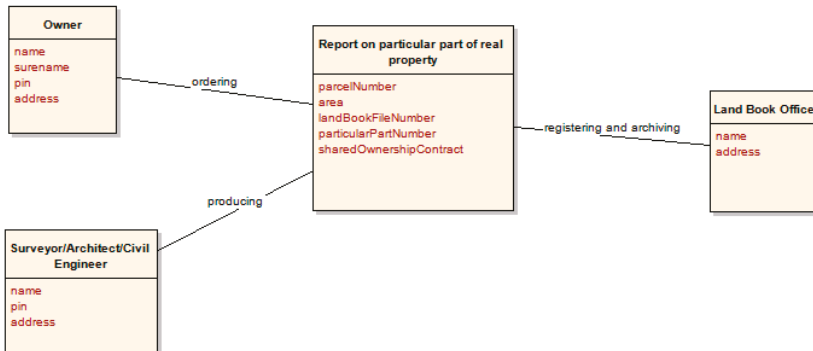 Owner
name
surename
pin
address
ordering
Report on particular part of real
property
parcelNumber
area
landBookFileNumber
particularPartNumber
sharedOwnershipContract
registering and archiving
Land Book Office
name
address
producing
Surveyor/Architect/Civil
Engineer
name
pin
address